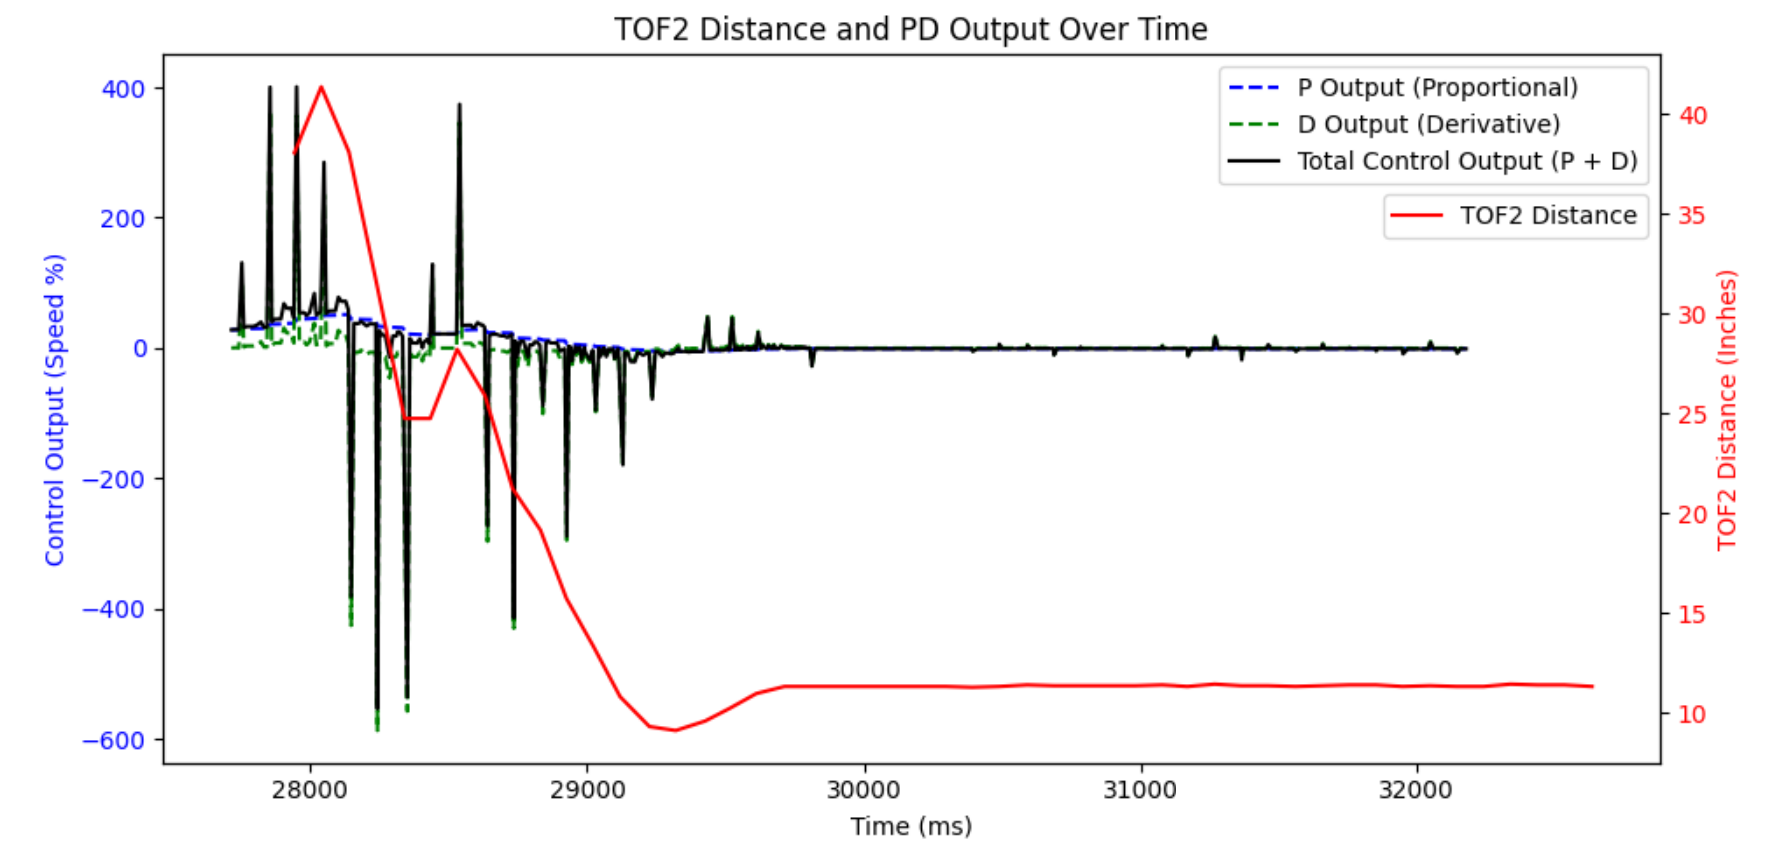 TOF2 Distance and PD Output Over Time
P Output (Proportional)
D Output (Derivative)
Total Control Output (P + D)
TOF2 Distance
Control Output (Speed %)
400
200
0
−200
−400
−600
TOF2 Distance (Inches)
40
35
30
25
20
15
10
28000
29000
30000
31000
32000
Time (ms)